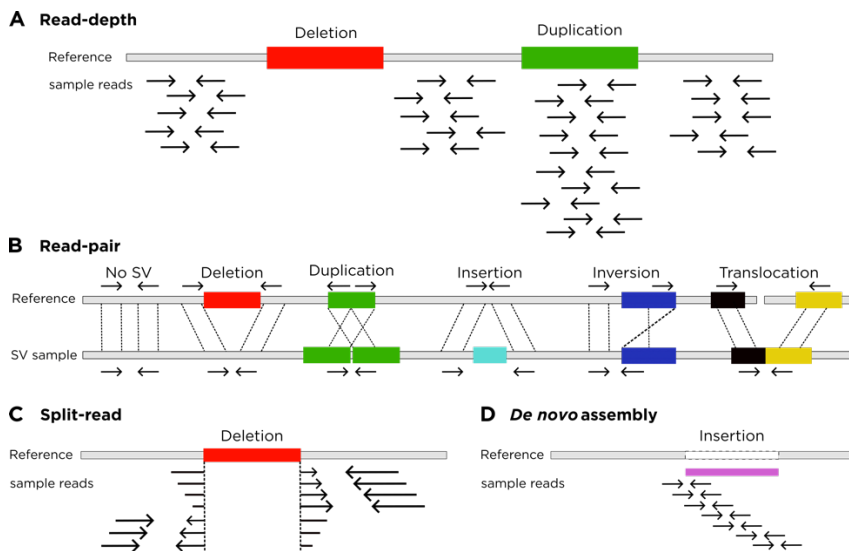 A Read-depth
Deletion Duplication
Reference
sample reads
B Read-pair
No SV Deletion Duplication Insertion Inversion Translocation
Reference
SV sample
C Split-read
Deletion
Reference
sample reads
D De novo assembly
Insertion
Reference
sample reads